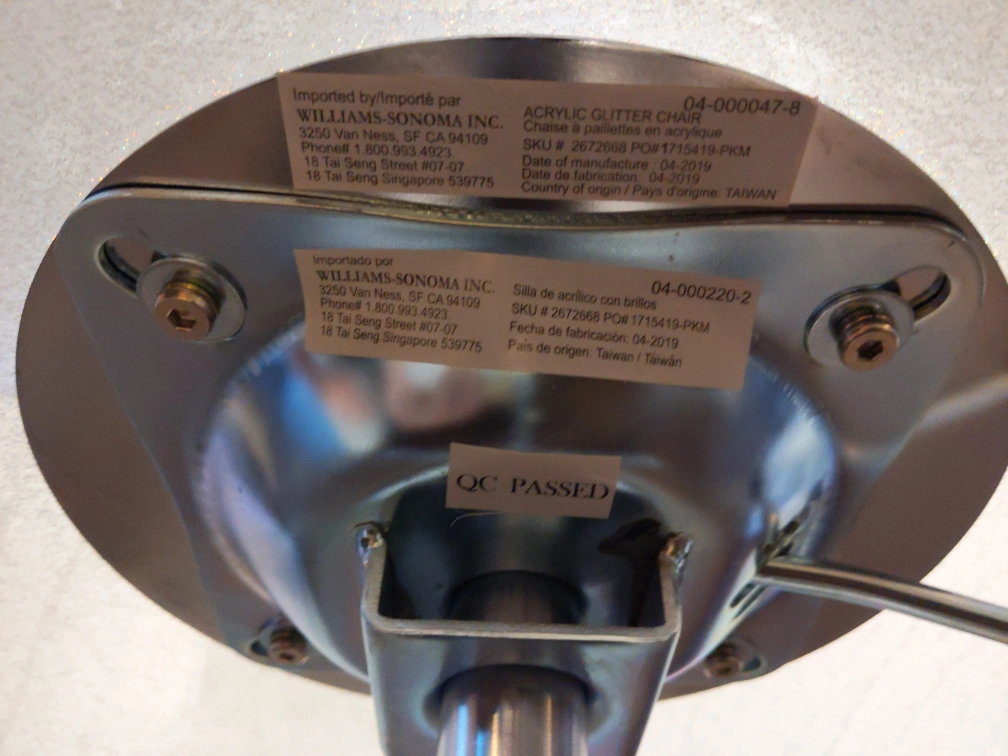 Imported by/Importé par
WILLIAMS-SONOMA INC.
3250 Van Ness, SF CA 94109
Phone# 1.800.993.4923
18 Tai Seng Street #07-07
18 Tai Seng Singapore 539775
04-000047-8
ACRYLIC GLITTER CHAIR
Chaise à paillettes en acrylique
SKU # 2672668 PO#1715419-PKM
Date of manufacture : 04-2019
Date de fabrication: 04-2019
Country of origin / Pays d'origine: TAIWAN
Importado por
WILLIAMS-SONOMA INC.
3250 Van Ness, SF CA 94109
Phone# 1.800.993.4923
18 Tai Seng Street #07-07
18 Tai Seng Singapore 539775
04-000220-2
Silla de acrílico con brillos
SKU # 2672668 PO# 1715419-PKM
Fecha de fabricación: 04-2019
País de origen: Taiwan / Táiwán
QC PASSED